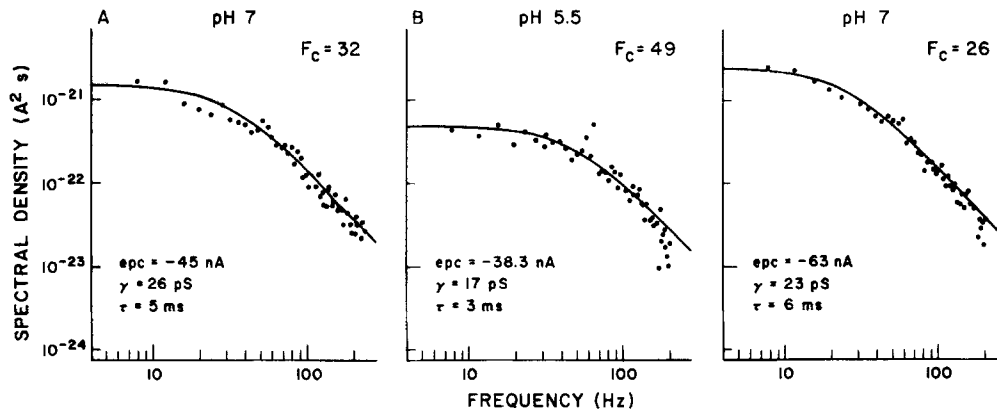 A pH 7
F_c = 32
B pH 5.5
F_c = 49
pH 7
F_c = 26
SPECTRAL DENSITY (A² s)
10⁻²¹
10⁻²²
10⁻²³
10⁻²⁴
epc = −45 nA
γ = 26 pS
τ = 5 ms
epc = −38.3 nA
γ = 17 pS
τ = 3 ms
epc = −63 nA
γ = 23 pS
τ = 6 ms
10 100
10 100
10 100
FREQUENCY (Hz)